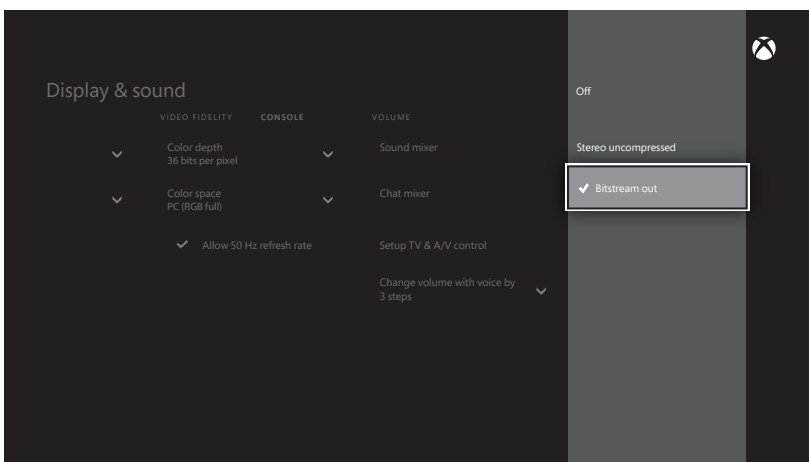 Display & sound
VIDEO FIDELITY
CONSOLE
VOLUME
Color depth
36 bits per pixel
Sound mixer
Color space
PC (RGB full)
Chat mixer
Allow 50 Hz refresh rate
Setup TV & A/V control
Change volume with voice by
3 steps
Off
Stereo uncompressed
Bitstream out